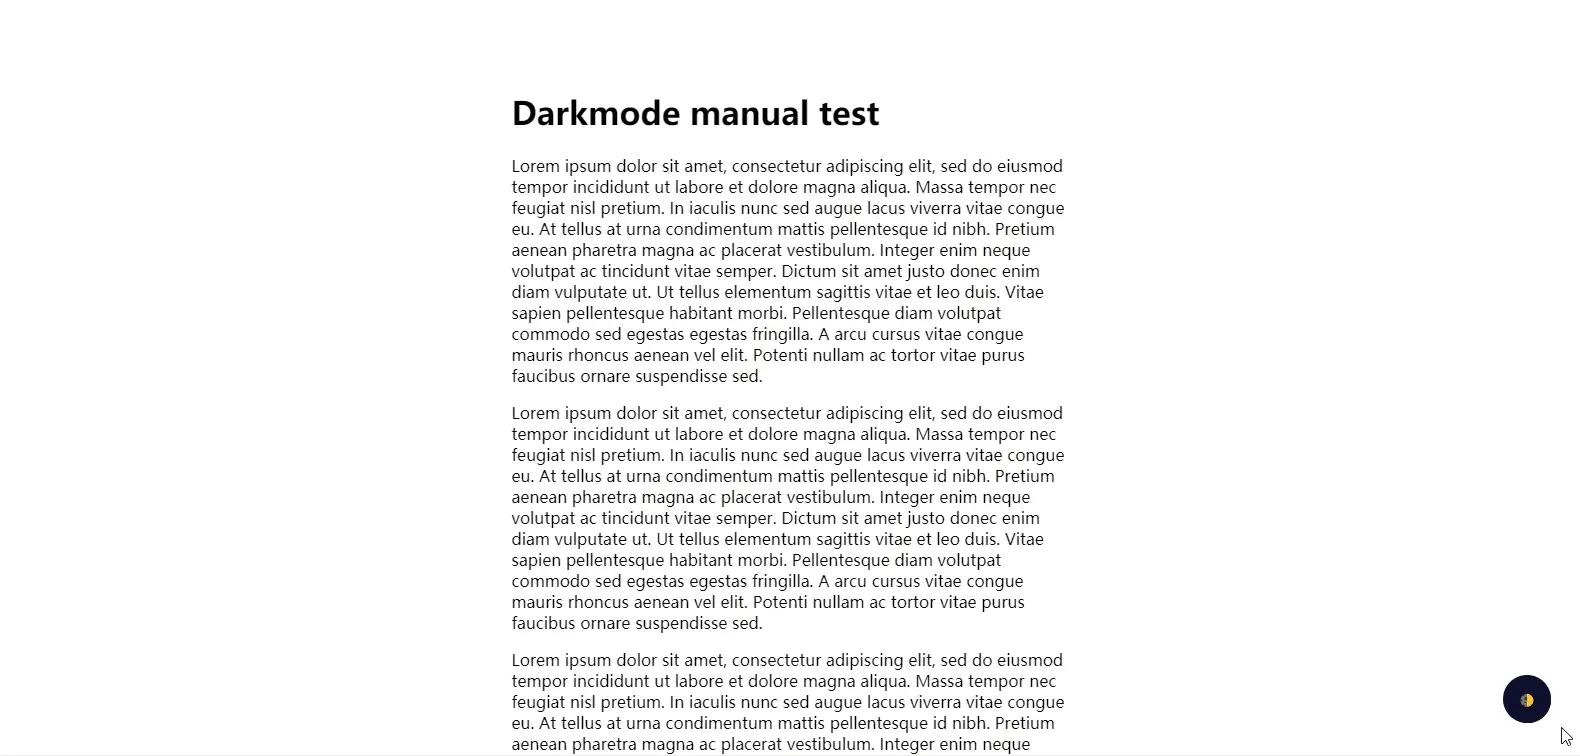 Darkmode manual test
Lorem ipsum dolor sit amet, consectetur adipiscing elit, sed do eiusmod
tempor incididunt ut labore et dolore magna aliqua. Massa tempor nec
feugiat nisl pretium. In iaculis nunc sed augue lacus viverra vitae congue
eu. At tellus at urna condimentum mattis pellentesque id nibh. Pretium
aenean pharetra magna ac placerat vestibulum. Integer enim neque
volutpat ac tincidunt vitae semper. Dictum sit amet justo donec enim
diam vulputate ut. Ut tellus elementum sagittis vitae et leo duis. Vitae
sapien pellentesque habitant morbi. Pellentesque diam volutpat
commodo sed egestas egestas fringilla. A arcu cursus vitae congue
mauris rhoncus aenean vel elit. Potenti nullam ac tortor vitae purus
faucibus ornare suspendisse sed.
Lorem ipsum dolor sit amet, consectetur adipiscing elit, sed do eiusmod
tempor incididunt ut labore et dolore magna aliqua. Massa tempor nec
feugiat nisl pretium. In iaculis nunc sed augue lacus viverra vitae congue
eu. At tellus at urna condimentum mattis pellentesque id nibh. Pretium
aenean pharetra magna ac placerat vestibulum. Integer enim neque
volutpat ac tincidunt vitae semper. Dictum sit amet justo donec enim
diam vulputate ut. Ut tellus elementum sagittis vitae et leo duis. Vitae
sapien pellentesque habitant morbi. Pellentesque diam volutpat
commodo sed egestas egestas fringilla. A arcu cursus vitae congue
mauris rhoncus aenean vel elit. Potenti nullam ac tortor vitae purus
faucibus ornare suspendisse sed.
Lorem ipsum dolor sit amet, consectetur adipiscing elit, sed do eiusmod
tempor incididunt ut labore et dolore magna aliqua. Massa tempor nec
feugiat nisl pretium. In iaculis nunc sed augue lacus viverra vitae congue
eu. At tellus at urna condimentum mattis pellentesque id nibh. Pretium
aenean pharetra magna ac placerat vestibulum. Integer enim neque